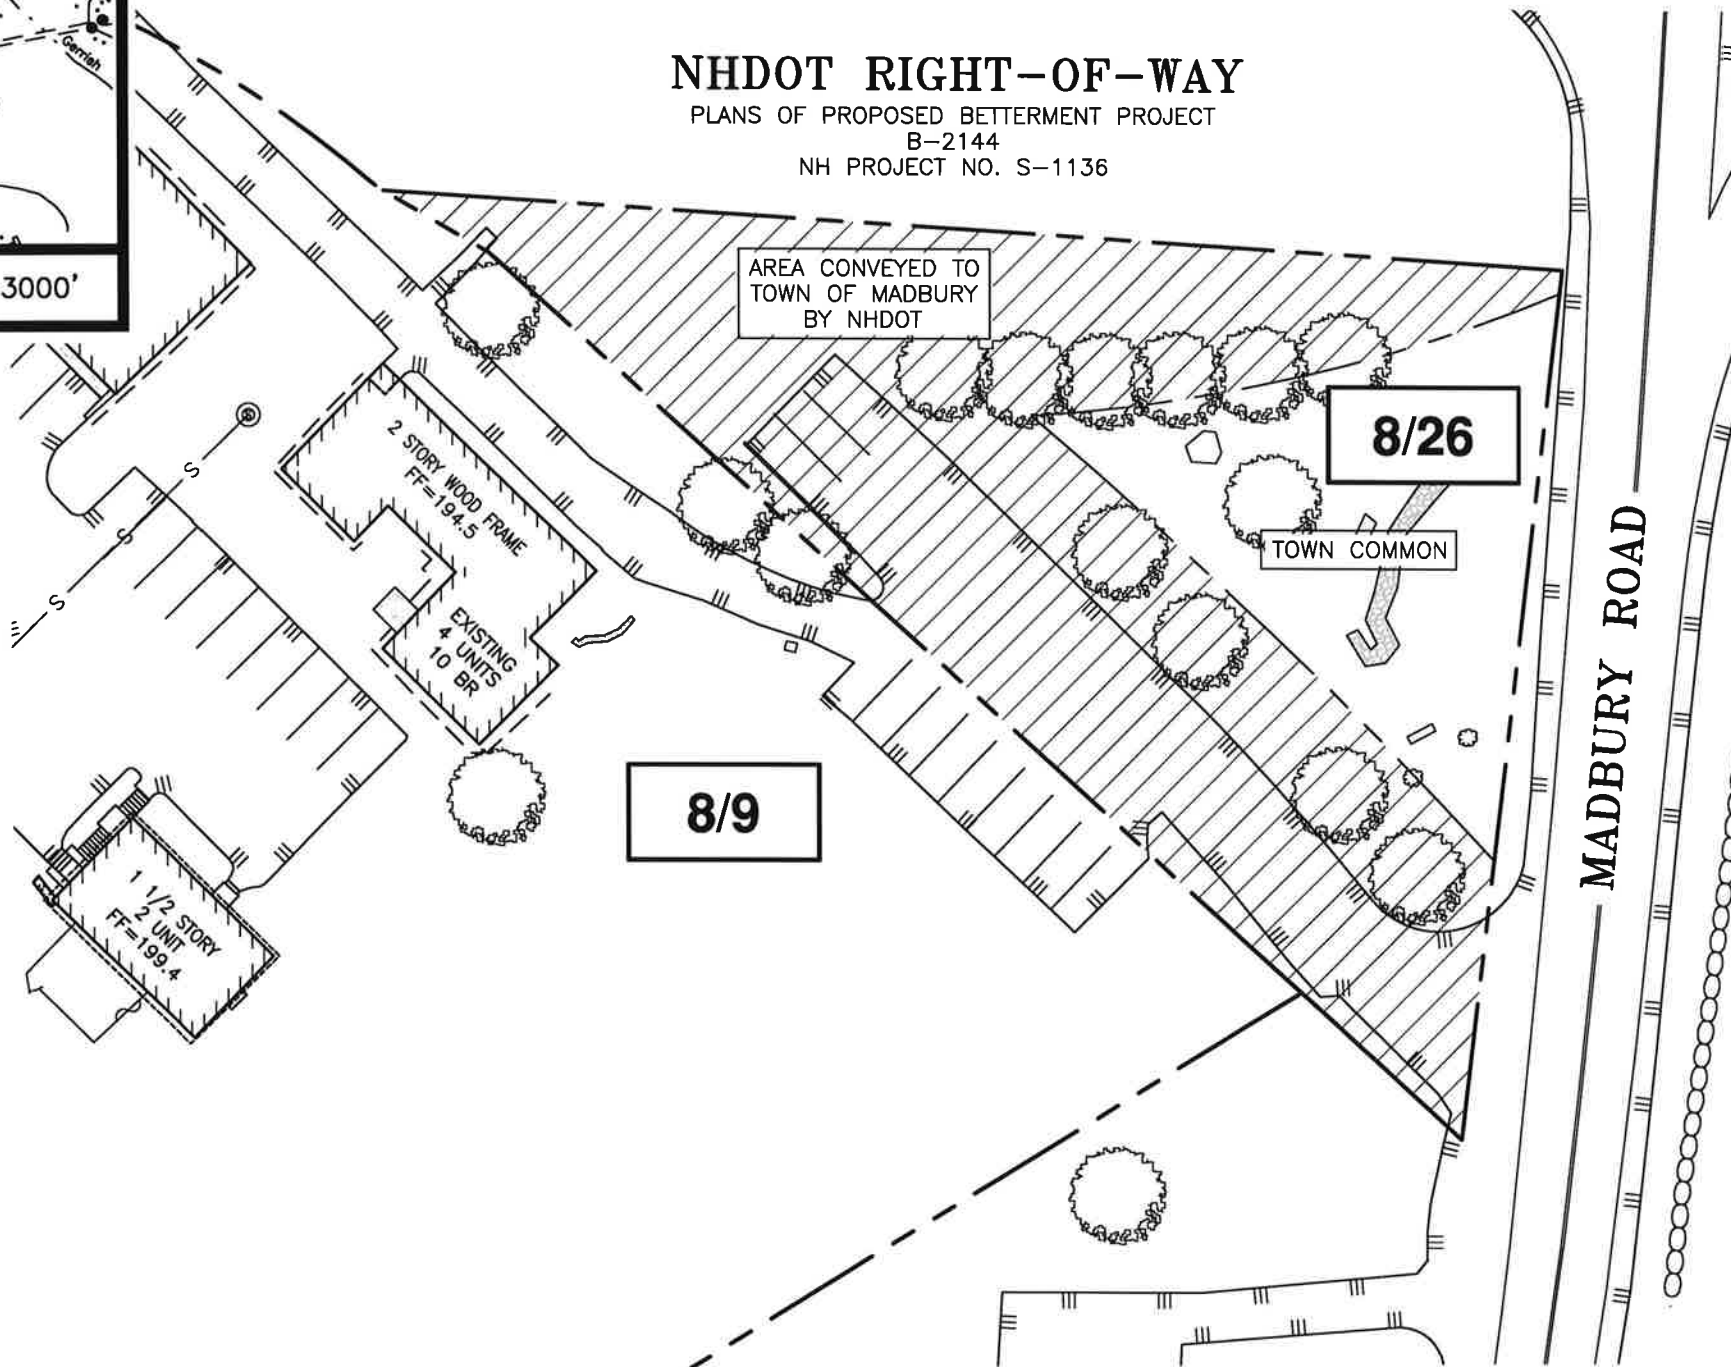 Gerrish
3000'
NHDOT RIGHT-OF-WAY
PLANS OF PROPOSED BETTERMENT PROJECT
B-2144
NH PROJECT NO. S-1136
AREA CONVEYED TO
TOWN OF MADBURY
BY NHDOT
8/26
TOWN COMMON
MADBURY ROAD
2 STORY WOOD FRAME
FF=194.5
EXISTING
4 UNITS
10 BR
S
S
S
8/9
1 1/2 STORY
2 UNIT
FF=199.4